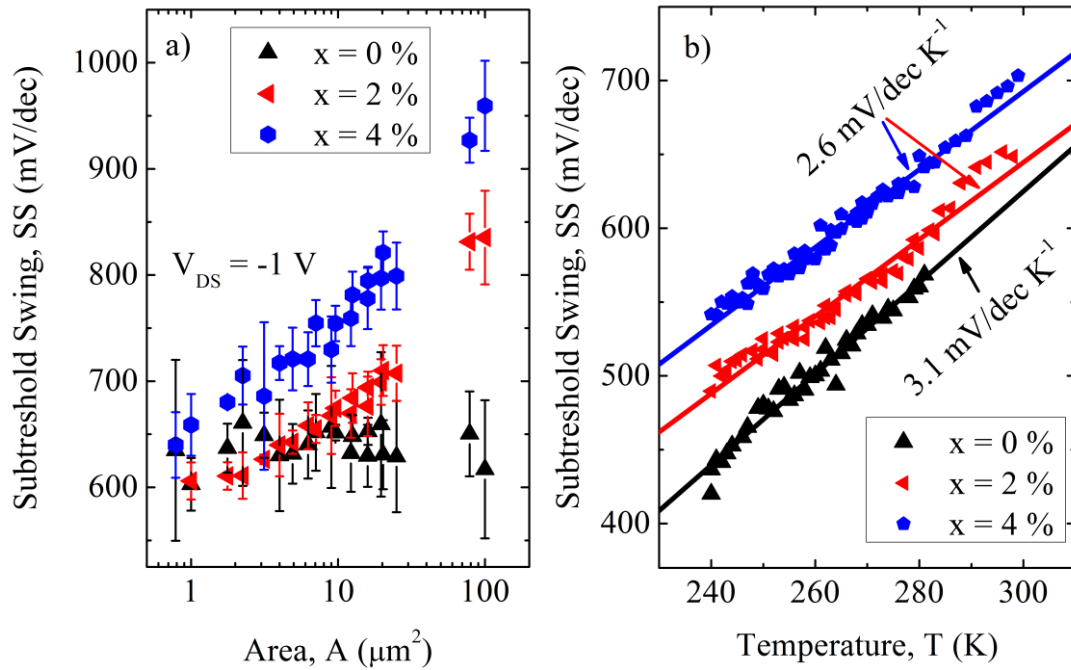 a)
x = 0 %
x = 2 %
x = 4 %
V_DS = -1 V
Subtreshold Swing, SS (mV/dec)
1000
900
800
700
600
1
10
100
Area, A (μm²)
b)
2.6 mV/dec K⁻¹
3.1 mV/dec K⁻¹
x = 0 %
x = 2 %
x = 4 %
Subtreshold Swing, SS (mV/dec)
700
600
500
400
240
260
280
300
Temperature, T (K)